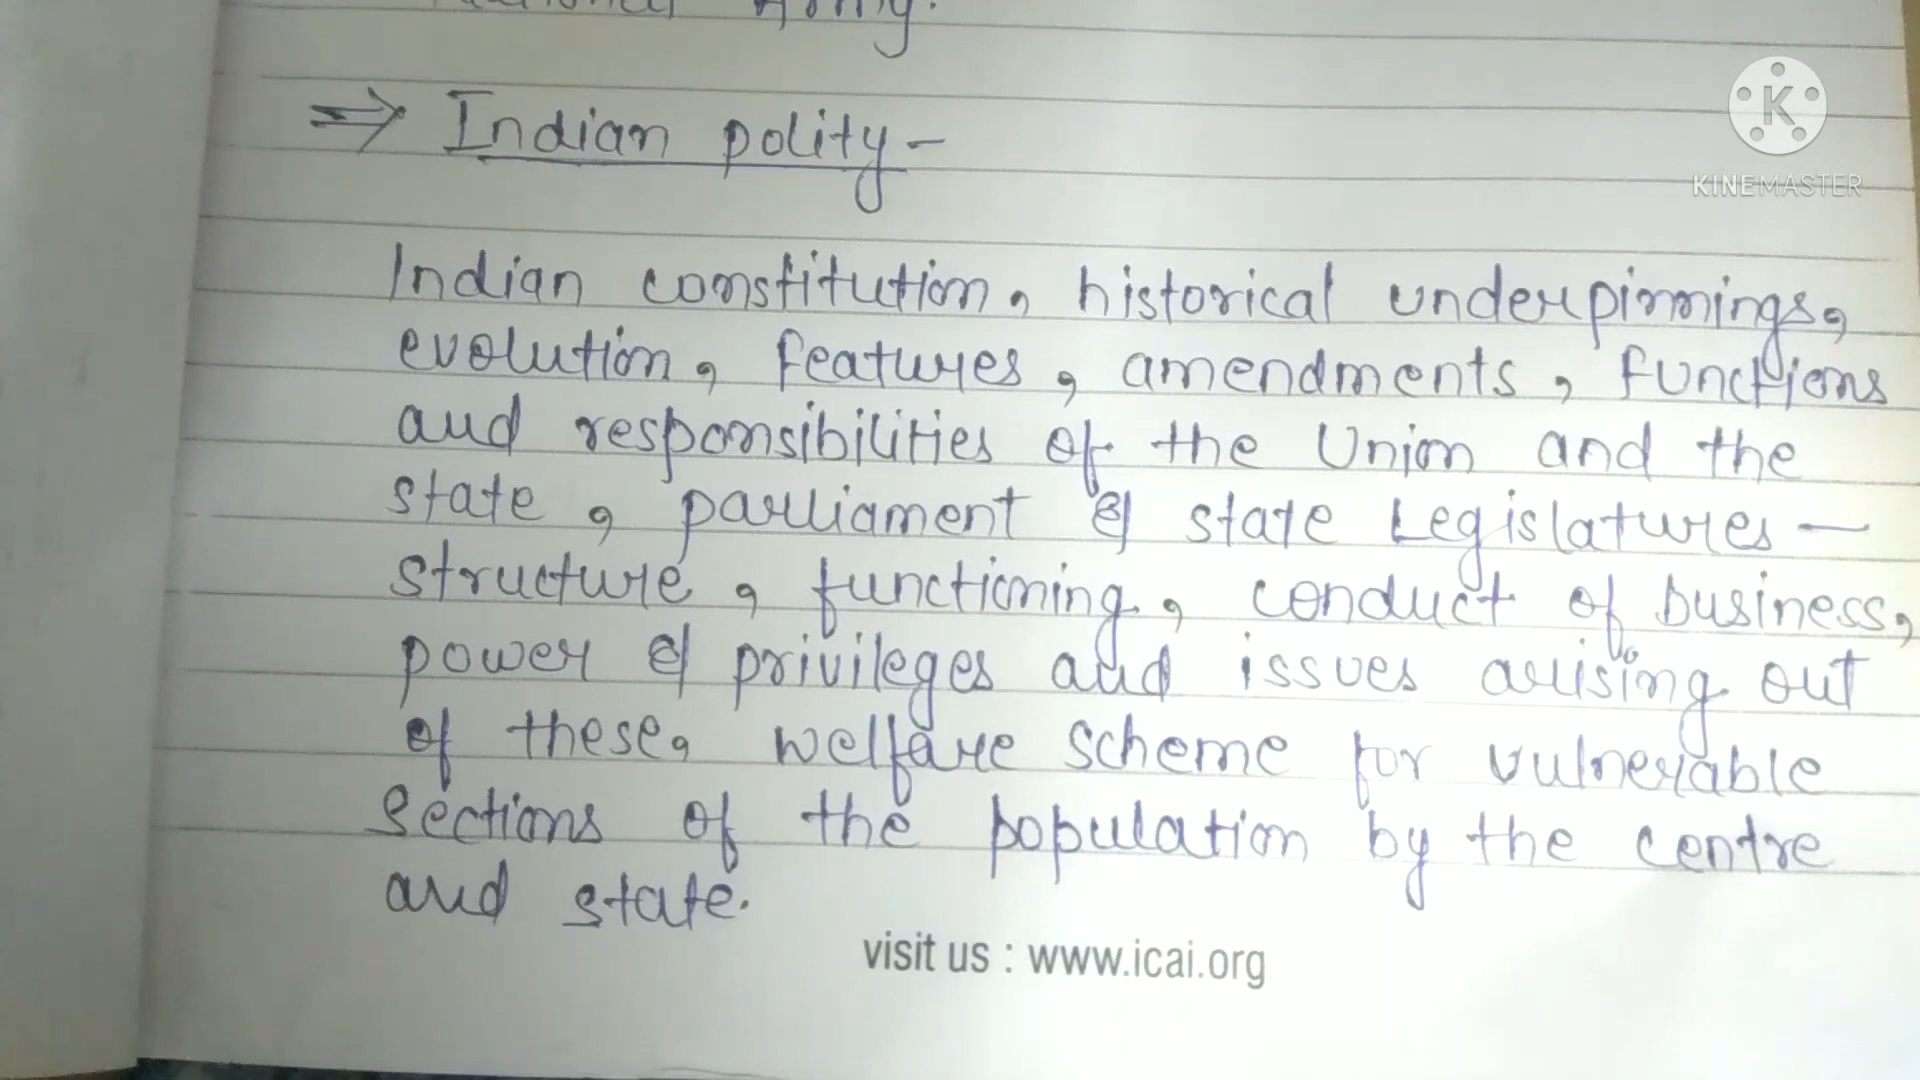 Army.
⇒ Indian polity -
K
KINEMASTER
Indian constitution, historical underpinnings,
evolution, features, amendments, functions
and responsibilities of the Union and the
state, parliament & state Legislatures -
structure, functioning, conduct of business,
power & privileges and issues arising out
of these, welfare scheme for vulnerable
sections of the population by the centre
and state.
visit us : www.icai.org